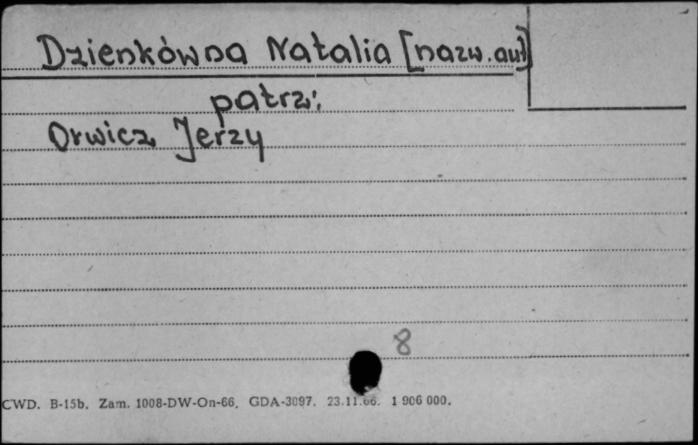 Dzienkówna Natalia [nazw. aut]
patrz:
Orwicz Jerzy
8
CWD. B-15b. Zam. 1008-DW-On-66. GDA-3097. 23.11.66. 1 906 000.